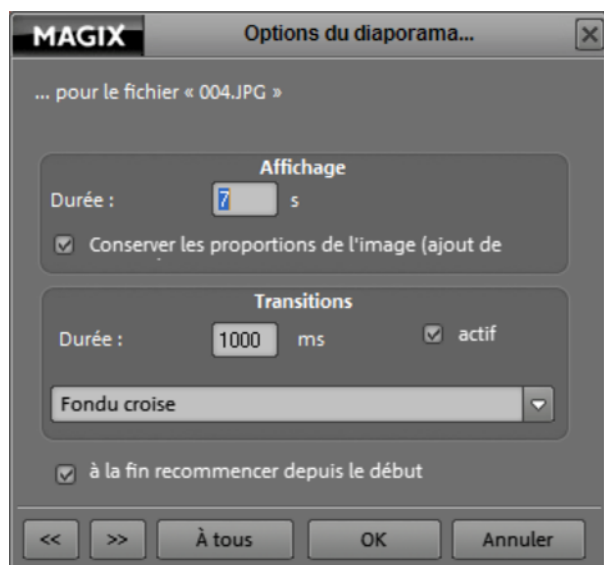 MAGIX Options du diaporama...
... pour le fichier « 004.JPG »
Affichage
Durée : 7 s
Conserver les proportions de l'image (ajout de
Transitions
Durée : 1000 ms actif
Fondu croise
à la fin recommencer depuis le début
<< >> À tous OK Annuler